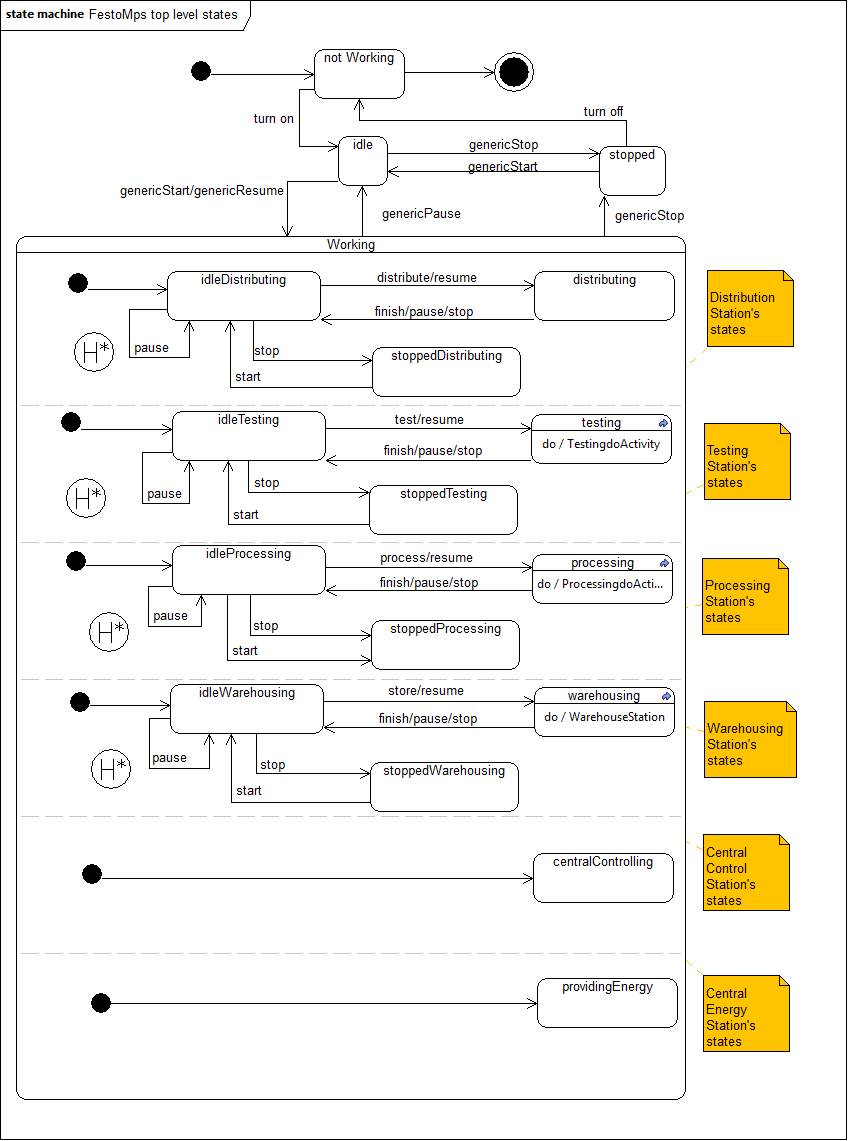 state machine FestoMps top level states
not Working
turn on
turn off
idle
genericStop
stopped
genericStart
genericStart/genericResume
genericPause
genericStop
Working
idleDistributing
distribute/resume
distributing
finish/pause/stop
pause
stop
stoppedDistributing
start
H*
Distribution
Station's
states
idleTesting
test/resume
testing
do / TestingdoActivity
finish/pause/stop
pause
stop
stoppedTesting
start
H*
Testing
Station's
states
idleProcessing
process/resume
processing
do / ProcessingdoActi...
finish/pause/stop
pause
stop
stoppedProcessing
start
H*
Processing
Station's
states
idleWarehousing
store/resume
warehousing
do / WarehouseStation
finish/pause/stop
pause
stop
stoppedWarehousing
start
H*
Warehousing
Station's
states
centralControlling
Central
Control
Station's
states
providingEnergy
Central
Energy
Station's
states